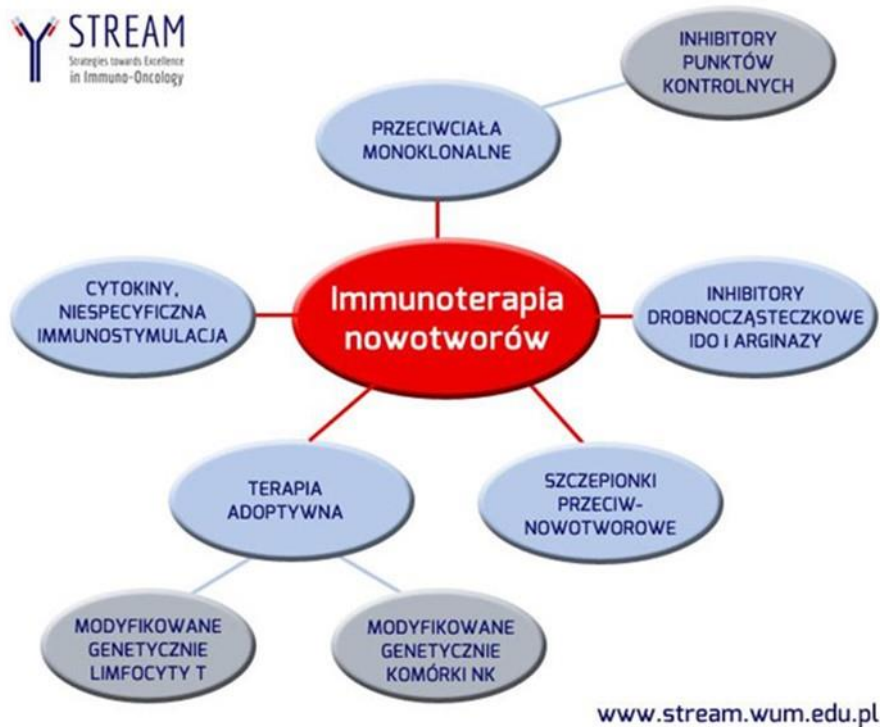 STREAM
Strategies towards Excellence
in Immuno-Oncology
INHIBITORY
PUNKTÓW
KONTROLNYCH
PRZECIWCIAŁA
MONOKLONALNE
CYTOKINY,
NIESPECYFICZNA
IMMUNOSTYMULACJA
Immunoterapia
nowotworów
INHIBITORY
DROBNOCZĄSTECZKOWE
IDO I ARGINAZY
TERAPIA
ADOPTYWNA
SZCZEPIONKI
PRZECIW-
NOWOTWOROWE
MODYFIKOWANE
GENETYCZNIE
LIMFOCYTY T
MODYFIKOWANE
GENETYCZNIE
KOMÓRKI NK
www.stream.wum.edu.pl